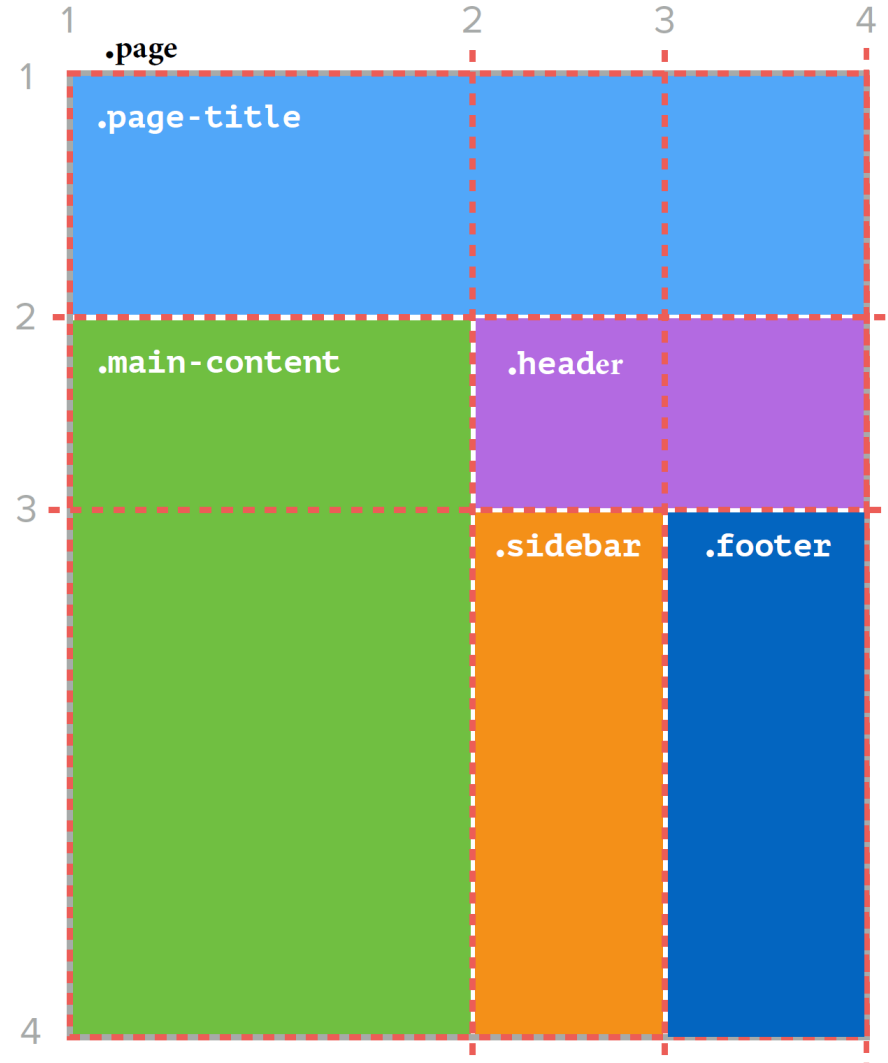 1 2 3 4
.page
1
.page-title
2
.main-content .header
3
.sidebar .footer
4